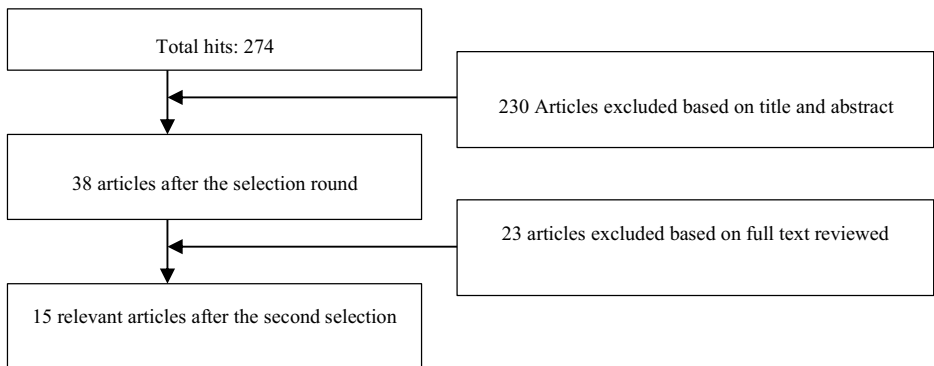 Total hits: 274
230 Articles excluded based on title and abstract
38 articles after the selection round
23 articles excluded based on full text reviewed
15 relevant articles after the second selection